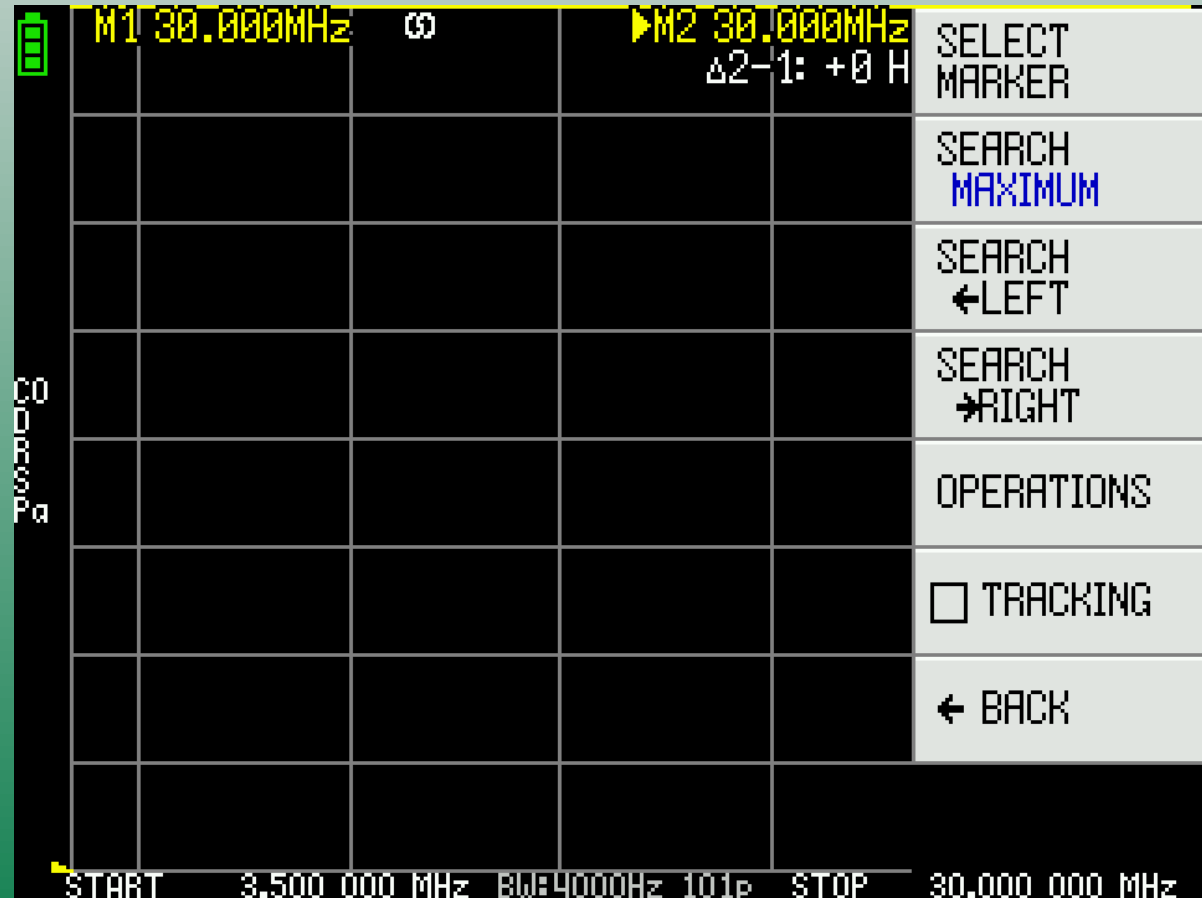 M1 30.000MHz ▶M2 30.000MHz
Δ2-1: +0 H
SELECT
MARKER
SEARCH
MAXIMUM
SEARCH
←LEFT
SEARCH
→RIGHT
OPERATIONS
TRACKING
← BACK
C0
D
R
S
Pa
START 3.500 000 MHz BW:4000Hz 101p STOP 30.000 000 MHz